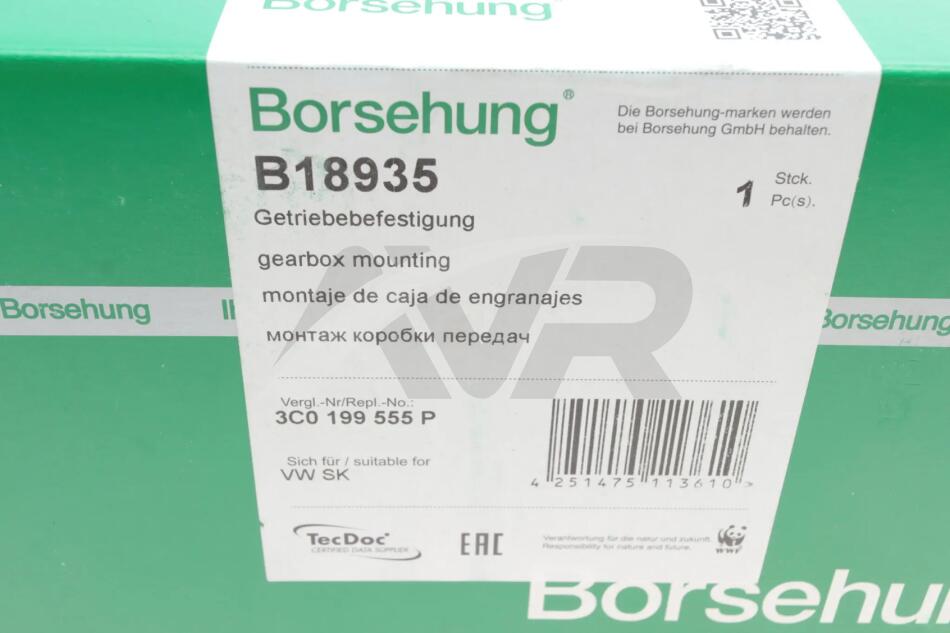 Borsehung
Borsehung®
Die Borsehung-marken werden
bei Borsehung GmbH behalten.
B18935
1 Stck.
Pc(s).
Getriebebefestigung
gearbox mounting
montaje de caja de engranajes
монтаж коробки передач
VR
Borsehung
Ih
Borsehung
Vergl.-Nr/Repl.-No.:
3C0 199 555 P
Sich für / suitable for
VW SK
4 251475 113610 >
TecDoc®
CERTIFIED DATA SUPPLIER
EAC
Verantwortung für die natur und zukunft.
Responsibility for nature and future.
WWF
Borsehu